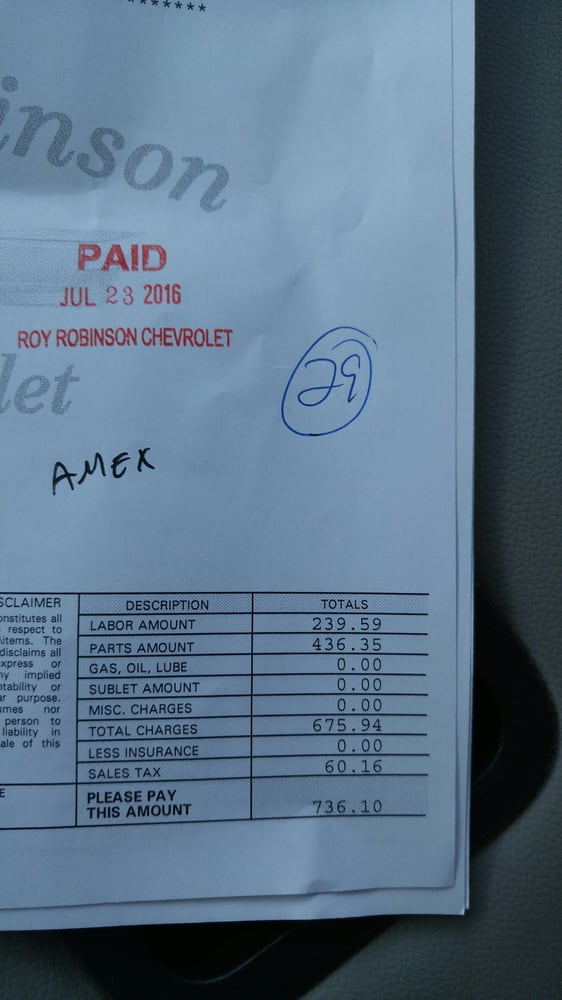 *******
inson
PAID
JUL 23 2016
ROY ROBINSON CHEVROLET
let
29
AMEX
SCLAIMER
onstitutes all
respect to
items. The
disclaims all
xpress or
ny implied
ntability or
ar purpose.
umes nor
person to
liability in
ale of this
E
DESCRIPTION TOTALS
LABOR AMOUNT 239.59
PARTS AMOUNT 436.35
GAS, OIL, LUBE 0.00
SUBLET AMOUNT 0.00
MISC. CHARGES 0.00
TOTAL CHARGES 675.94
LESS INSURANCE 0.00
SALES TAX 60.16
PLEASE PAY
THIS AMOUNT 736.10